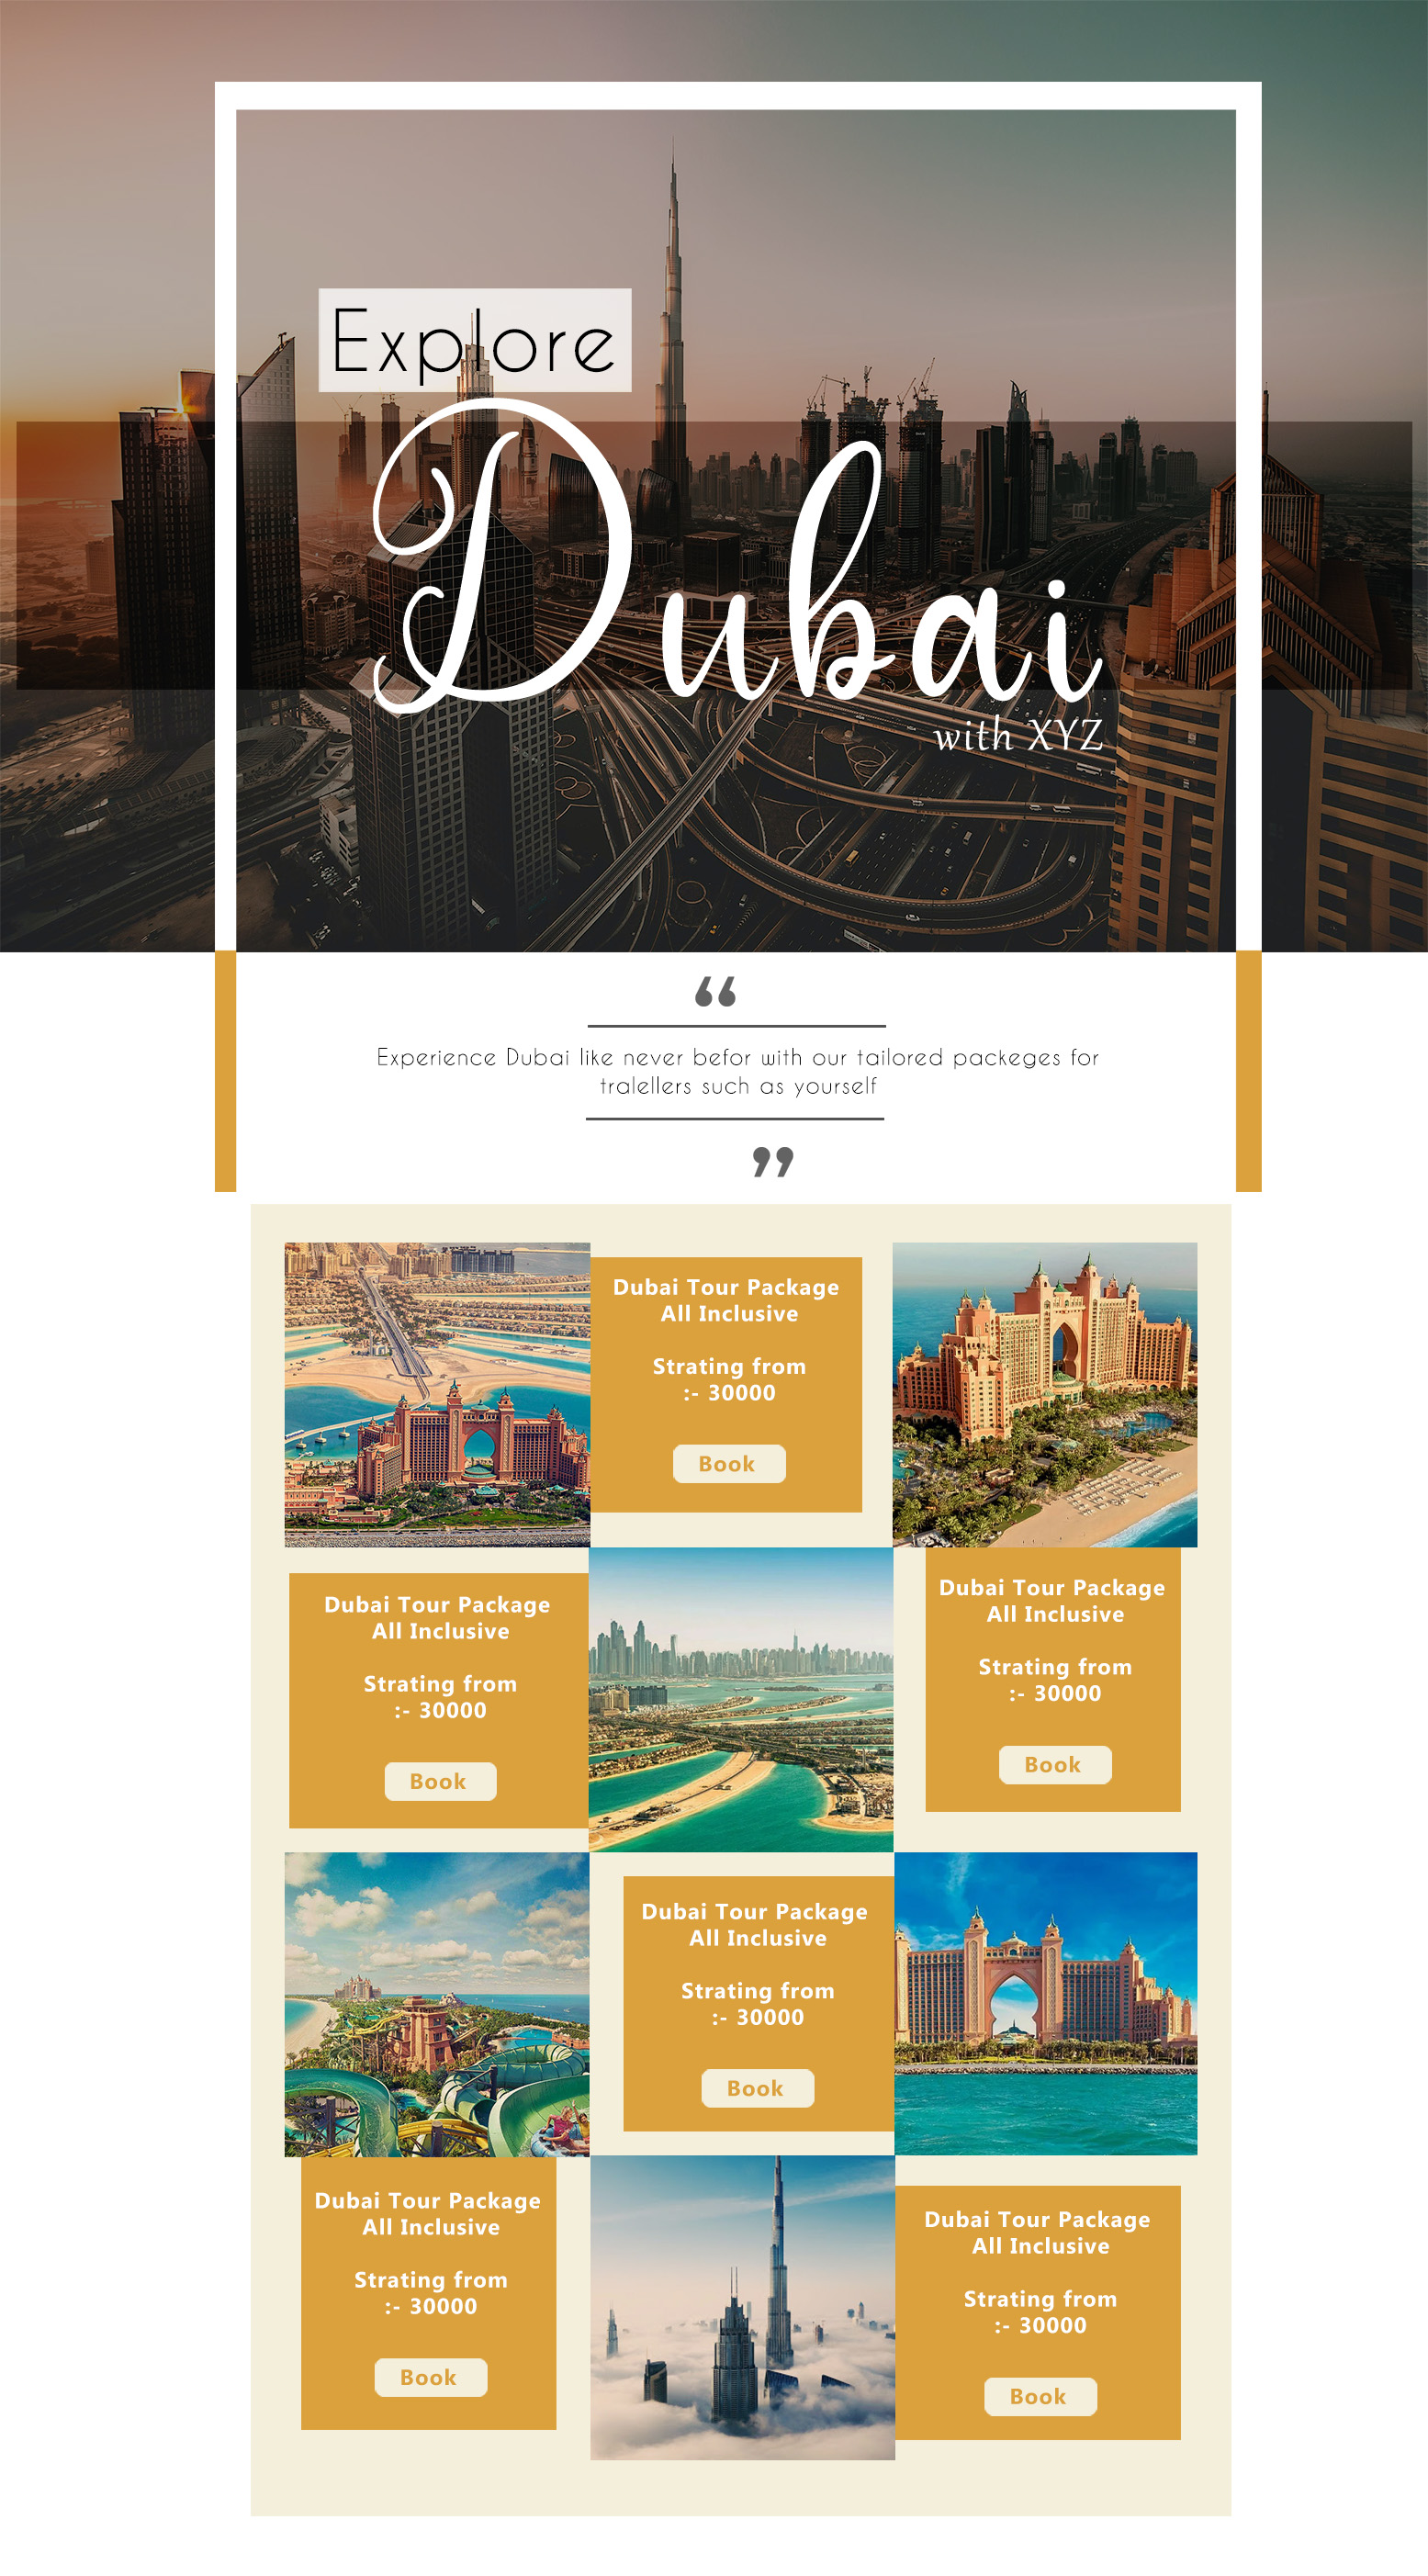 Explore
Dubai
with XYZ
“
Experience Dubai like never befor with our tailored packeges for
tralellers such as yourself
”
Dubai Tour Package
All Inclusive
Strating from
:- 30000
Book
Dubai Tour Package
All Inclusive
Strating from
:- 30000
Book
Dubai Tour Package
All Inclusive
Strating from
:- 30000
Book
Dubai Tour Package
All Inclusive
Strating from
:- 30000
Book
Dubai Tour Package
All Inclusive
Strating from
:- 30000
Book
Dubai Tour Package
All Inclusive
Strating from
:- 30000
Book